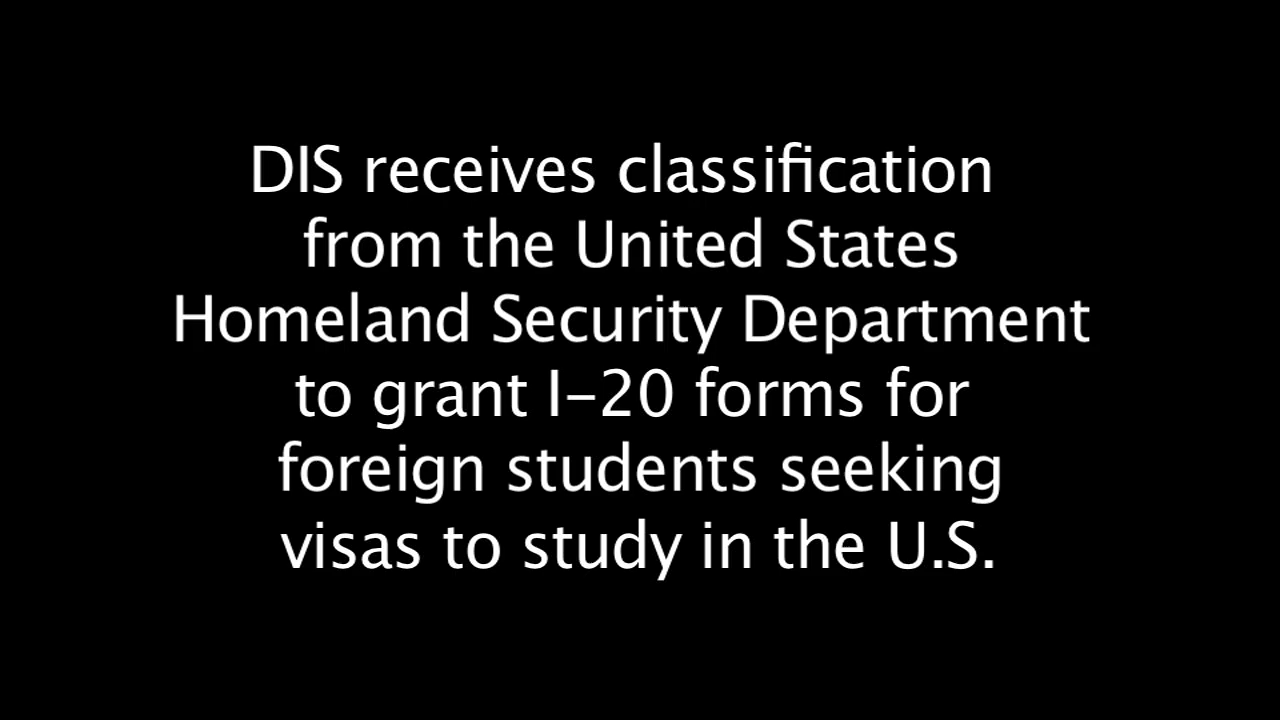 DIS receives classification
from the United States
Homeland Security Department
to grant I-20 forms for
foreign students seeking
visas to study in the U.S.